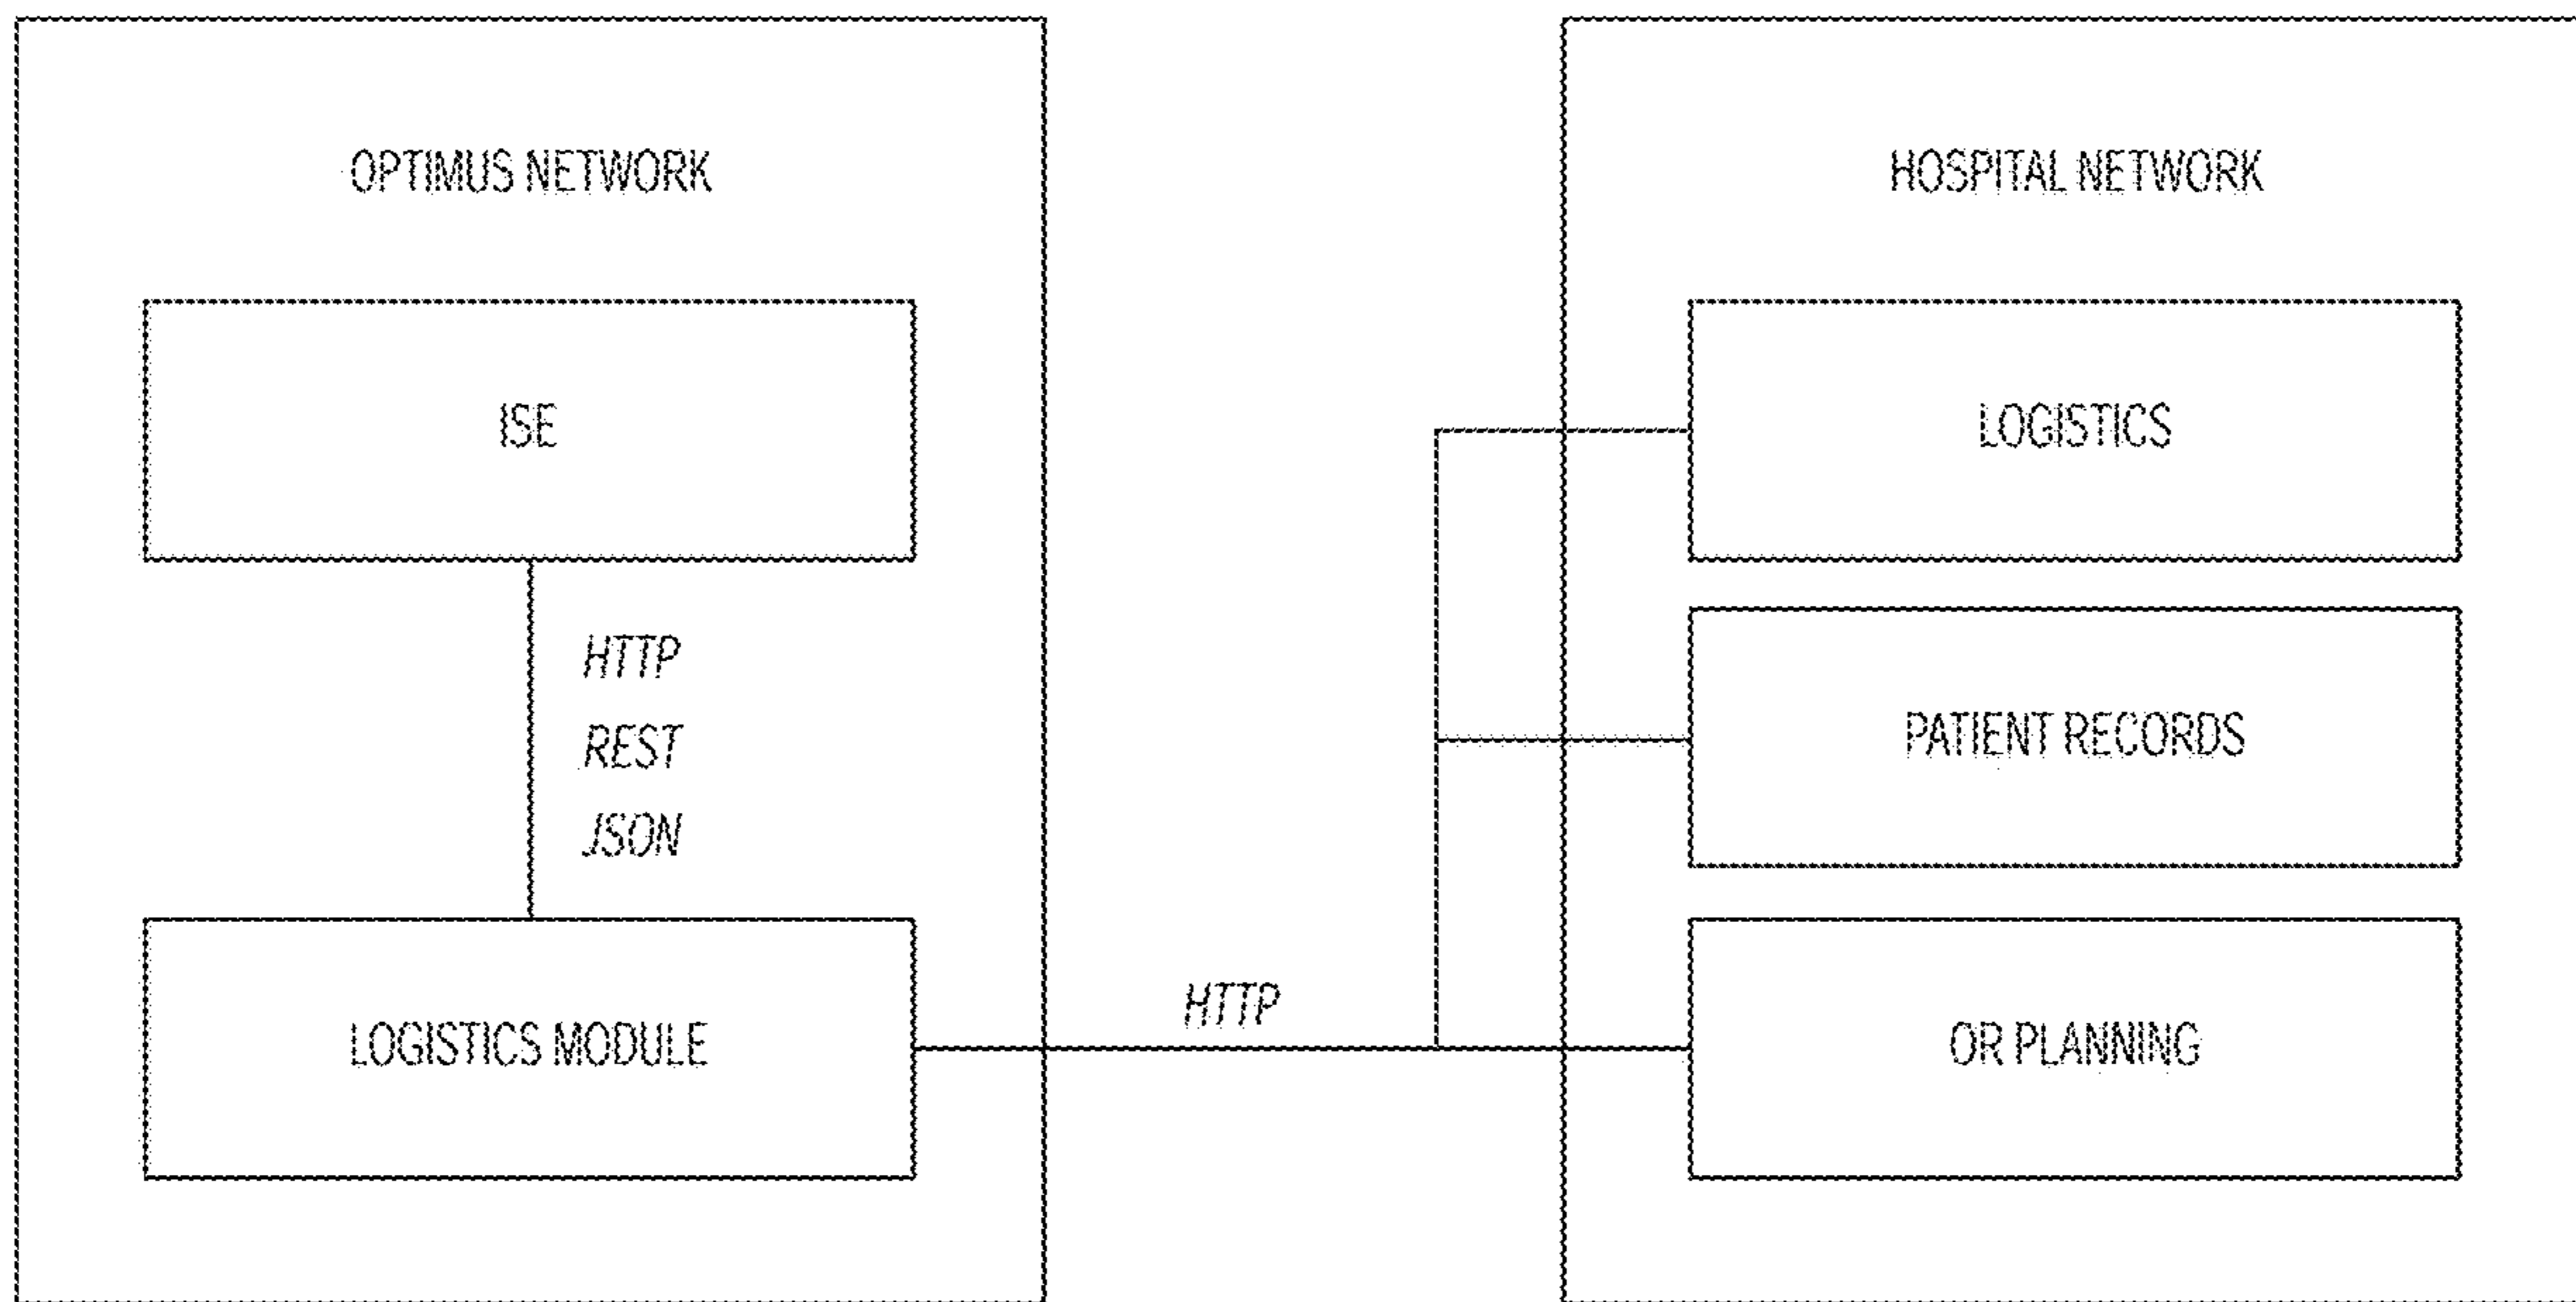 OPTIMUS NETWORK
ISE
HTTP
REST
JSON
LOGISTICS MODULE
HTTP
HOSPITAL NETWORK
LOGISTICS
PATIENT RECORDS
OR PLANNING